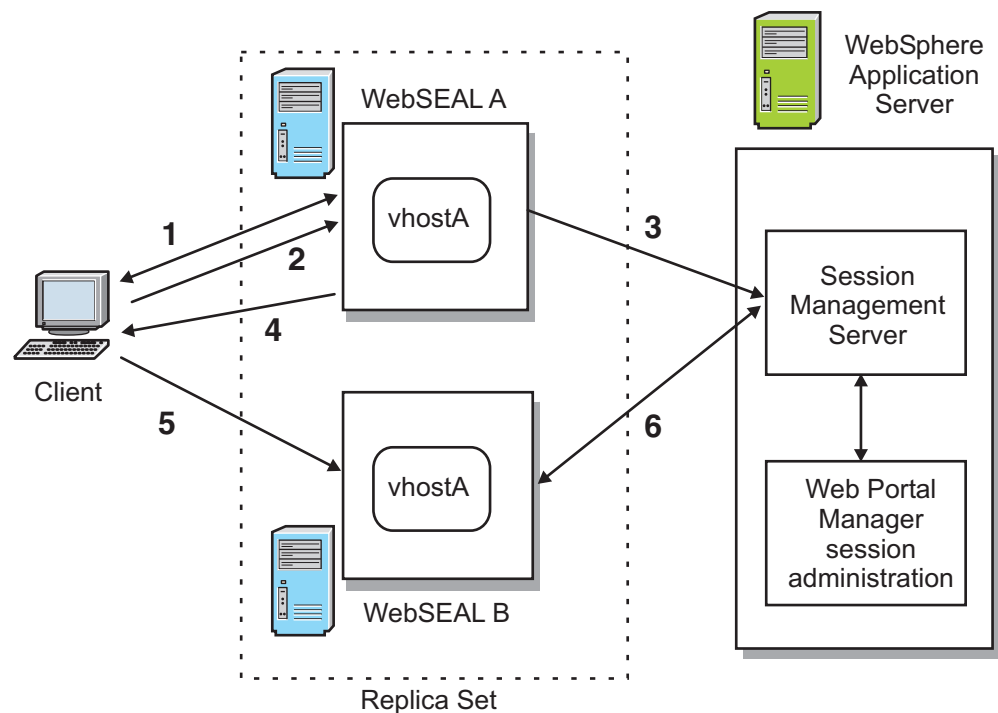 WebSphere
Application
Server
WebSEAL A
vhostA
1
2
3
4
5
6
Client
Session
Management
Server
vhostA
WebSEAL B
Web Portal
Manager
session
administration
Replica Set